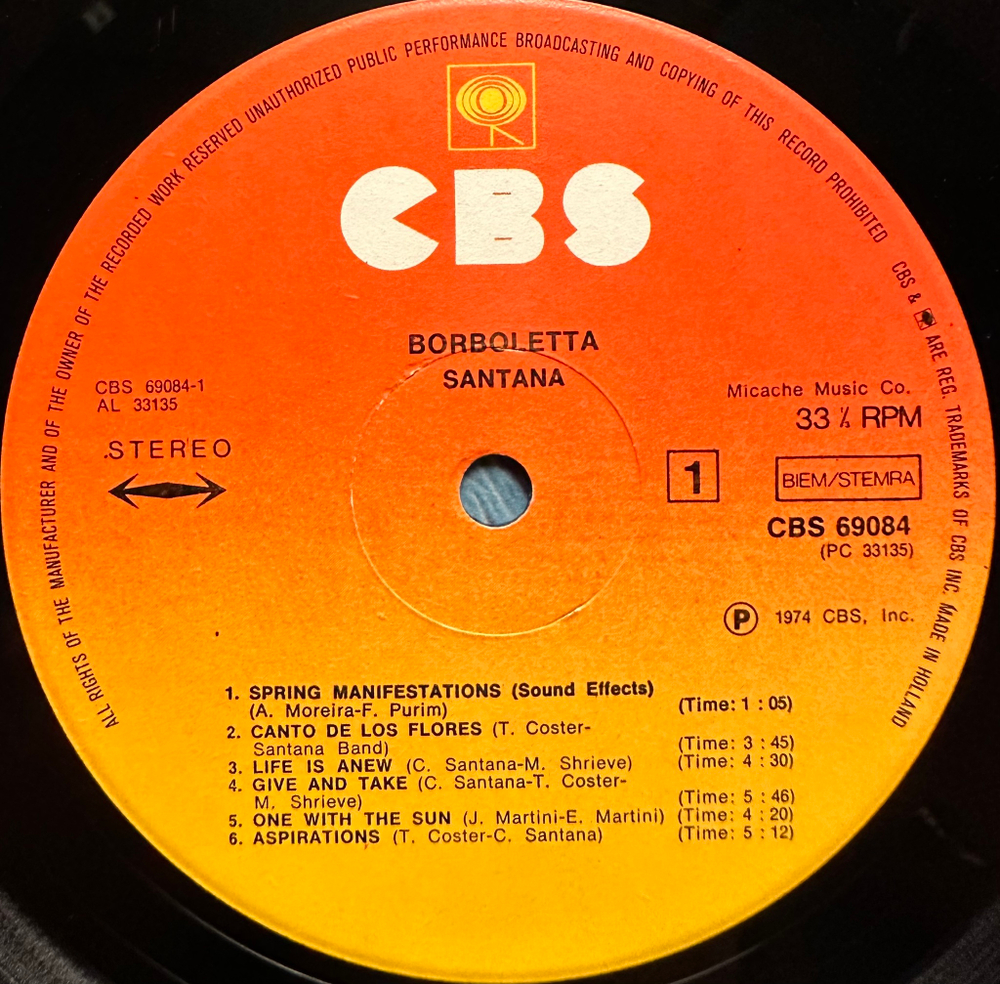 ALL RIGHTS OF THE MANUFACTURER AND OF THE OWNER OF THE RECORDED WORK RESERVED UNAUTHORIZED PUBLIC PERFORMANCE BROADCASTING AND COPYING OF THIS RECORD PROHIBITED CBS & ARE REG. TRADEMARKS OF CBS INC. MADE IN HOLLAND
CBS
BORBOLETTA
SANTANA
CBS 69084-1
AL 33135
STEREO
Micache Music Co.
33 ⅓ RPM
1
BIEM/STEMRA
CBS 69084
(PC 33135)
Ⓟ 1974 CBS, Inc.
1. SPRING MANIFESTATIONS (Sound Effects)
(A. Moreira-F. Purim) (Time: 1 : 05)
2. CANTO DE LOS FLORES (T. Coster-
Santana Band) (Time: 3 : 45)
3. LIFE IS ANEW (C. Santana-M. Shrieve) (Time: 4 : 30)
4. GIVE AND TAKE (C. Santana-T. Coster-
M. Shrieve) (Time: 5 : 46)
5. ONE WITH THE SUN (J. Martini-E. Martini) (Time: 4 : 20)
6. ASPIRATIONS (T. Coster-C. Santana) (Time: 5 : 12)